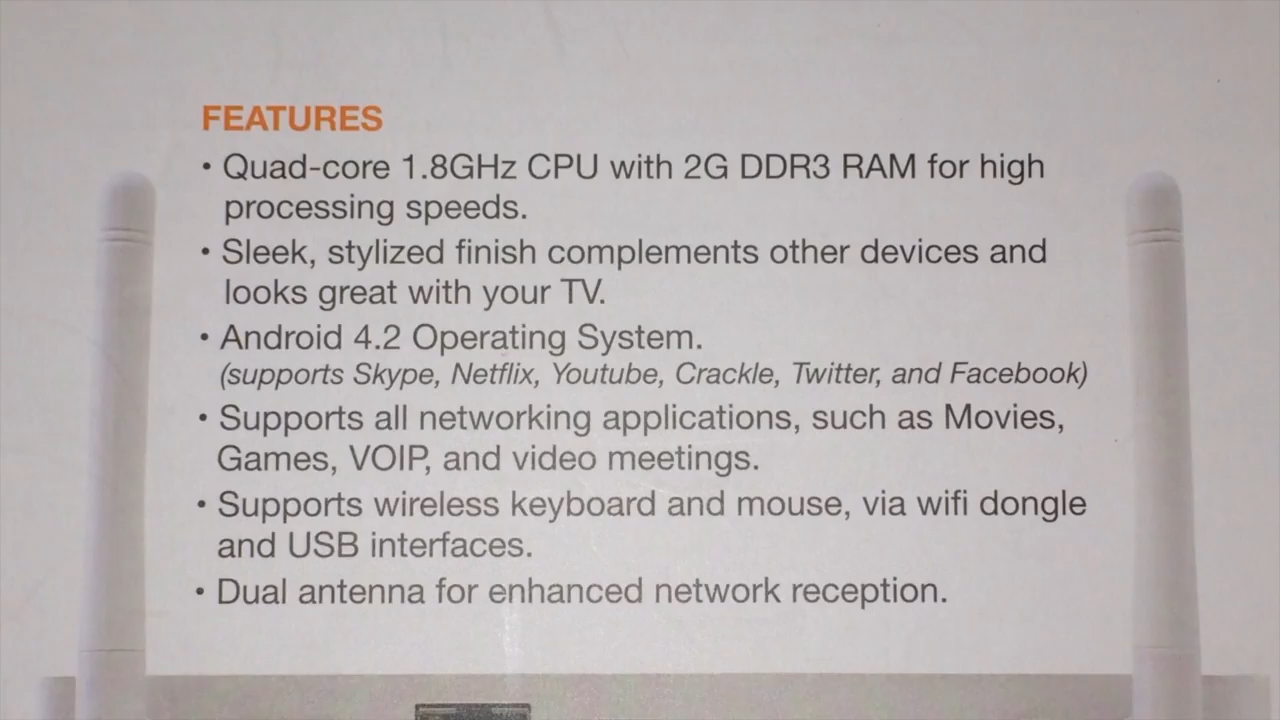 FEATURES
• Quad-core 1.8GHz CPU with 2G DDR3 RAM for high
processing speeds.
• Sleek, stylized finish complements other devices and
looks great with your TV.
• Android 4.2 Operating System.
(supports Skype, Netflix, Youtube, Crackle, Twitter, and Facebook)
• Supports all networking applications, such as Movies,
Games, VOIP, and video meetings.
• Supports wireless keyboard and mouse, via wifi dongle
and USB interfaces.
• Dual antenna for enhanced network reception.